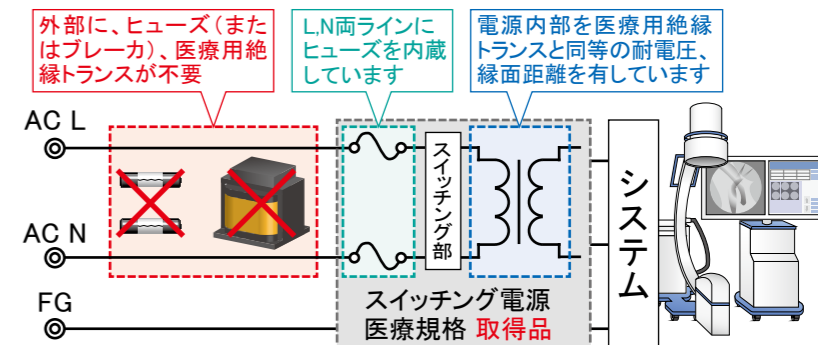 外部に、ヒューズ（また
はブレーカ）、医療用絶
縁トランスが不要
L,N両ラインに
ヒューズを内蔵
しています
電源内部を医療用絶縁
トランスと同等の耐電圧、
縁面距離を有しています
AC L
AC N
FG
スイッチング部
スイッチング電源
医療規格 取得品
システム